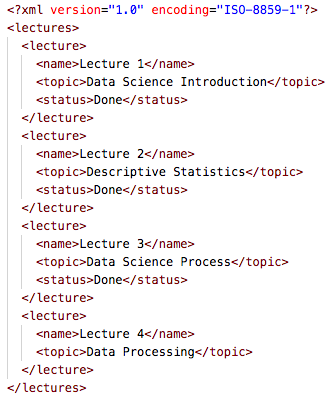 <?xml version="1.0" encoding="ISO-8859-1"?>
<lectures>
<lecture>
<name>Lecture 1</name>
<topic>Data Science Introduction</topic>
<status>Done</status>
</lecture>
<lecture>
<name>Lecture 2</name>
<topic>Descriptive Statistics</topic>
<status>Done</status>
</lecture>
<lecture>
<name>Lecture 3</name>
<topic>Data Science Process</topic>
<status>Done</status>
</lecture>
<lecture>
<name>Lecture 4</name>
<topic>Data Processing</topic>
</lecture>
</lectures>